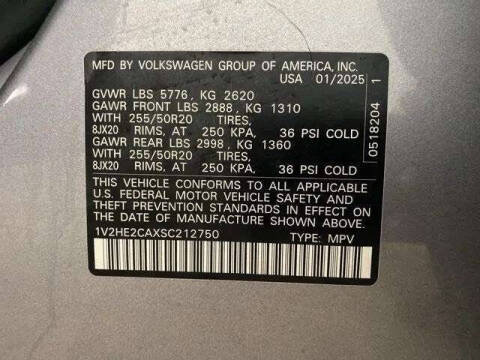 MFD BY VOLKSWAGEN GROUP OF AMERICA, INC.
USA 01/2025
GVWR LBS 5776 , KG 2620
GAWR FRONT LBS 2888 , KG 1310
WITH 255/50R20 TIRES,
8JX20 RIMS, AT 250 KPA, 36 PSI COLD
GAWR REAR LBS 2998 , KG 1360
WITH 255/50R20 TIRES,
8JX20 RIMS, AT 250 KPA, 36 PSI COLD
THIS VEHICLE CONFORMS TO ALL APPLICABLE
U.S. FEDERAL MOTOR VEHICLE SAFETY AND
THEFT PREVENTION STANDARDS IN EFFECT ON THE
DATE OF MANUFACTURE SHOWN ABOVE.
1V2HE2CAXSC212750 TYPE: MPV
0518204 1